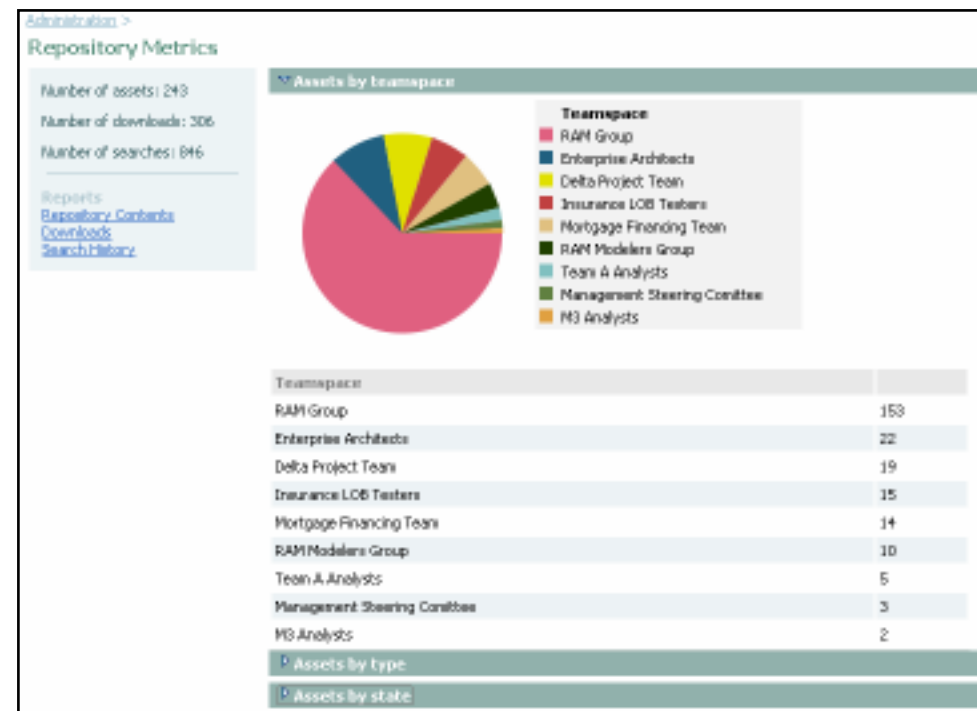 Administration >
Repository Metrics
Number of assets: 243
Number of downloads: 306
Number of searches: 846
Reports
Repository Contents
Downloads
Search History
Assets by teamspace
Teamspace
RAM Group
Enterprise Architects
Delta Project Team
Insurance LOB Testers
Mortgage Financing Team
RAM Modelers Group
Team A Analysts
Management Steering Comittee
M3 Analysts
Teamspace
RAM Group 153
Enterprise Architects 22
Delta Project Team 19
Insurance LOB Testers 15
Mortgage Financing Team 14
RAM Modelers Group 10
Team A Analysts 5
Management Steering Comittee 3
M3 Analysts 2
Assets by type
Assets by state